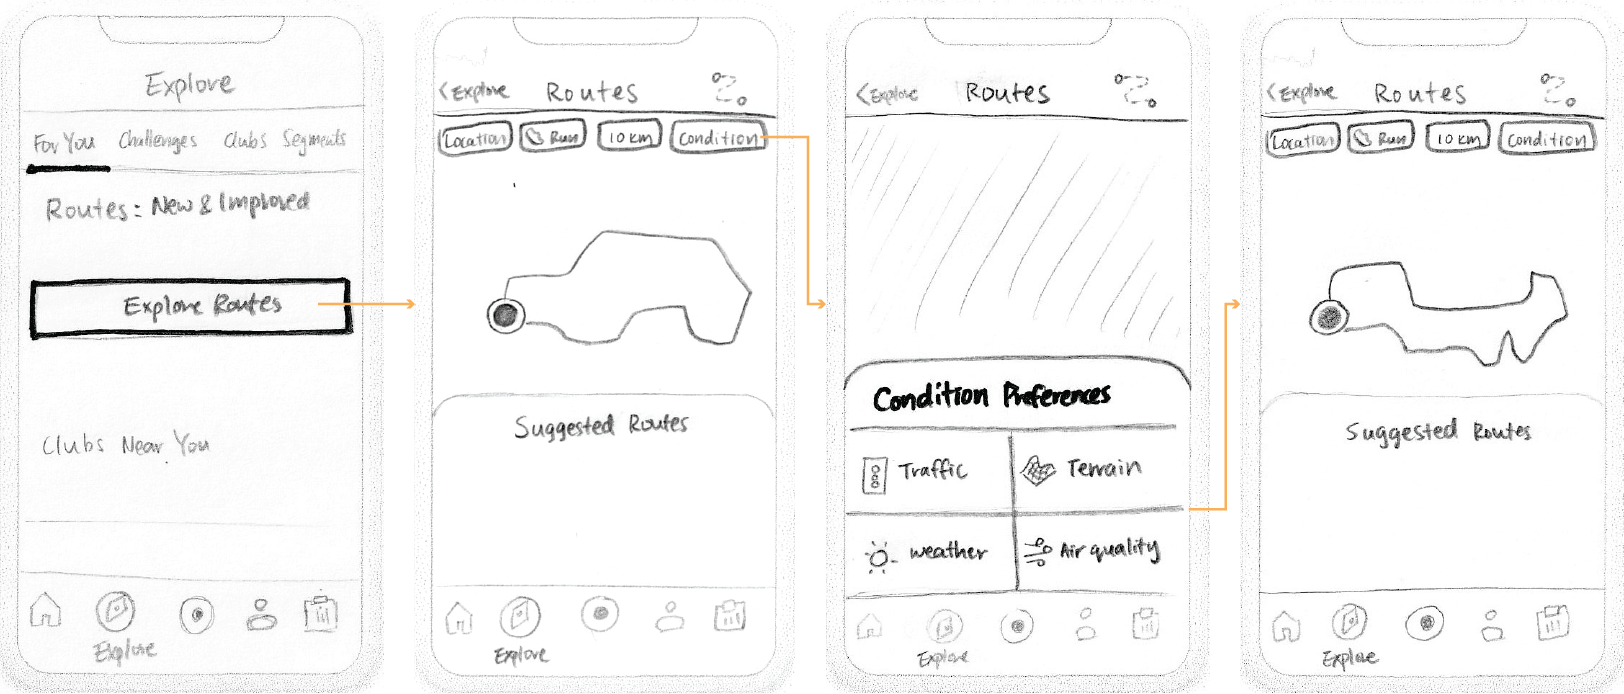 Explore
For You Challenges Clubs Segments
Routes: New & Improved
Explore Routes
Clubs Near You
Explore
< Explore Routes
Location Run 10 km Condition
Suggested Routes
Explore
< Explore Routes
Condition Preferences
Traffic Terrain
weather Air quality
Explore
< Explore Routes
Location Run 10 km Condition
Suggested Routes
Explore